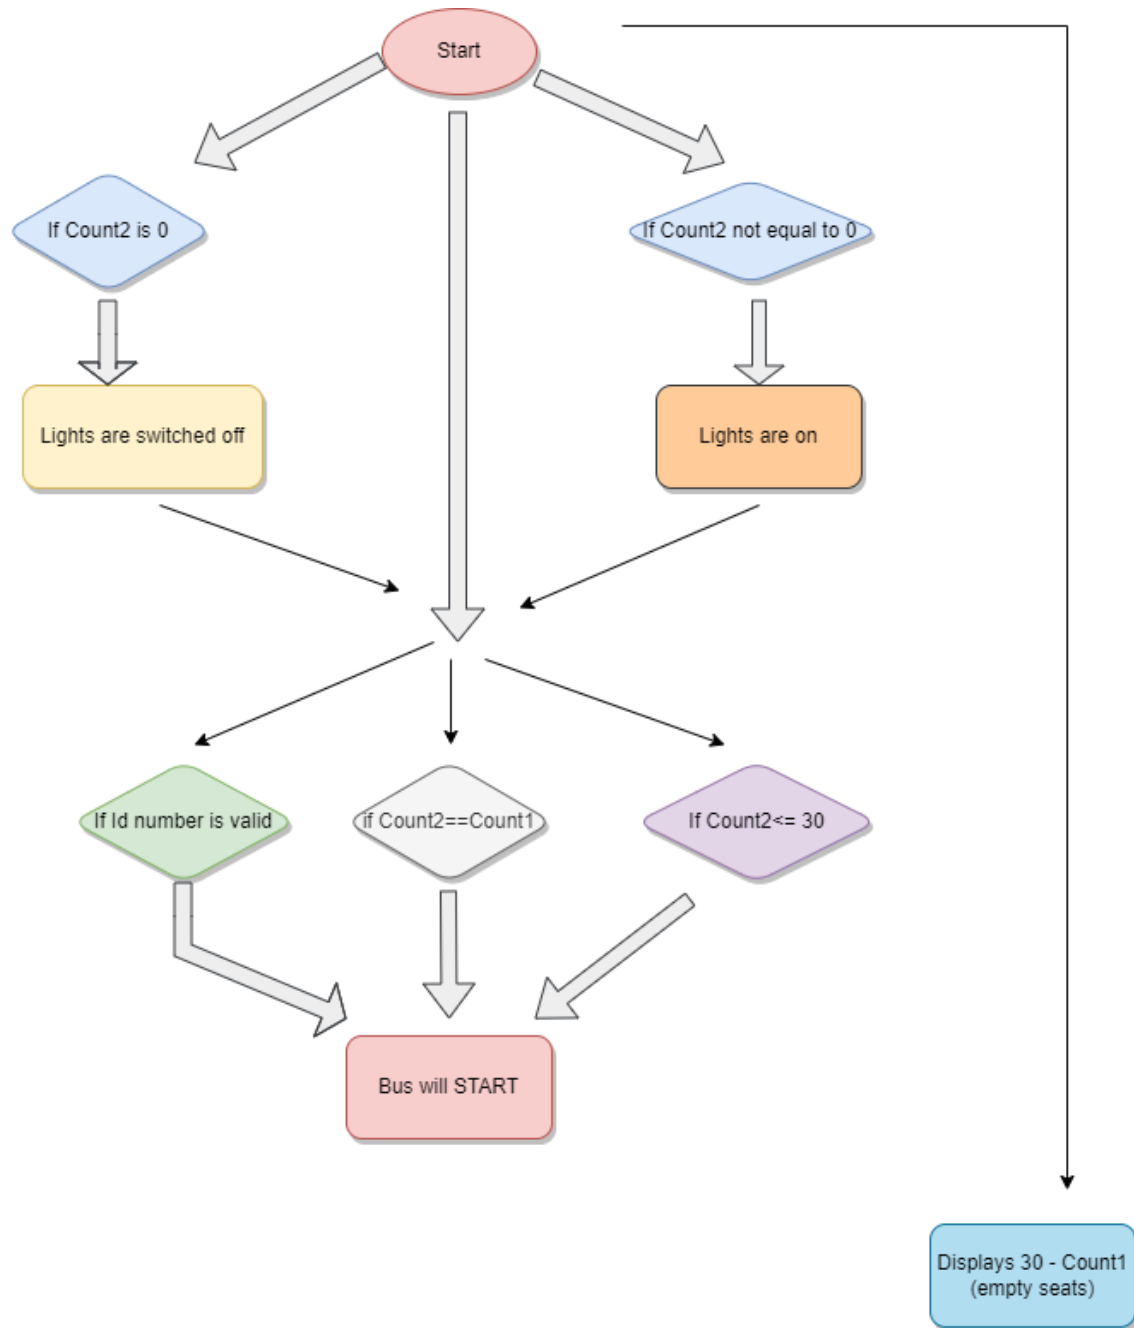 Start
If Count2 is 0
If Count2 not equal to 0
Lights are switched off
Lights are on
If Id number is valid
if Count2==Count1
If Count2<= 30
Bus will START
Displays 30 - Count1
(empty seats)